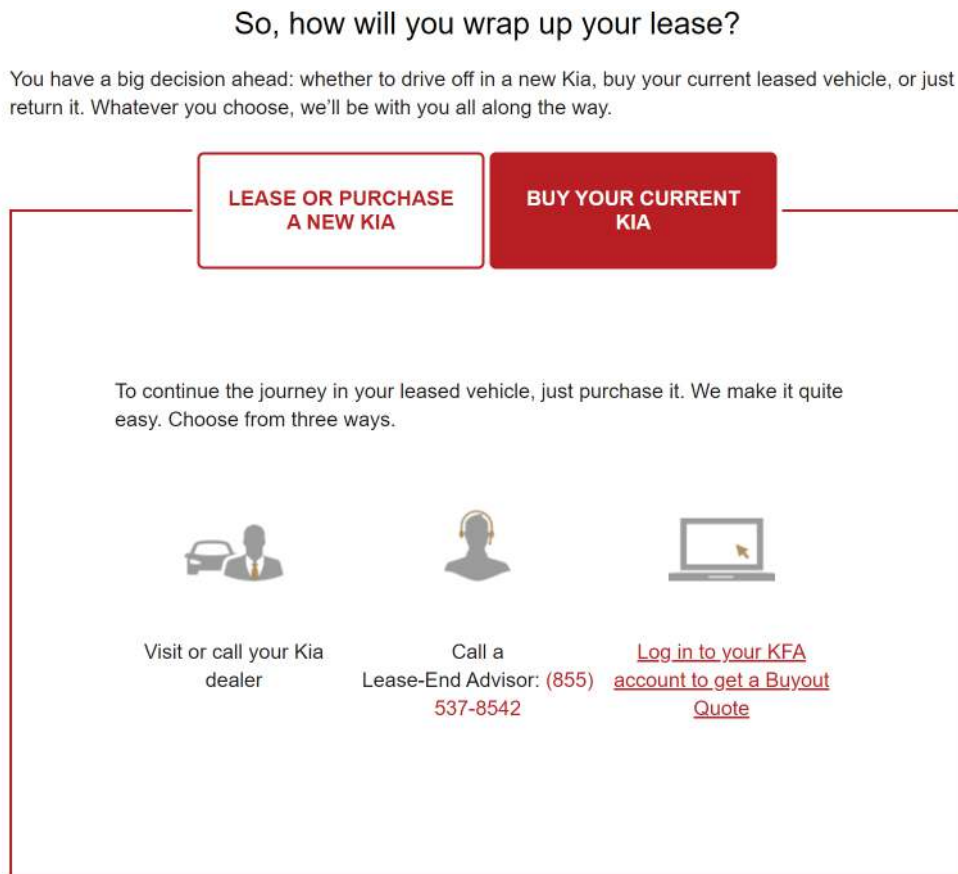 So, how will you wrap up your lease?
You have a big decision ahead: whether to drive off in a new Kia, buy your current leased vehicle, or just
return it. Whatever you choose, we'll be with you all along the way.
LEASE OR PURCHASE
A NEW KIA
BUY YOUR CURRENT
KIA
To continue the journey in your leased vehicle, just purchase it. We make it quite
easy. Choose from three ways.
Visit or call your Kia
dealer
Call a
Lease-End Advisor: (855)
537-8542
Log in to your KFA
account to get a Buyout
Quote